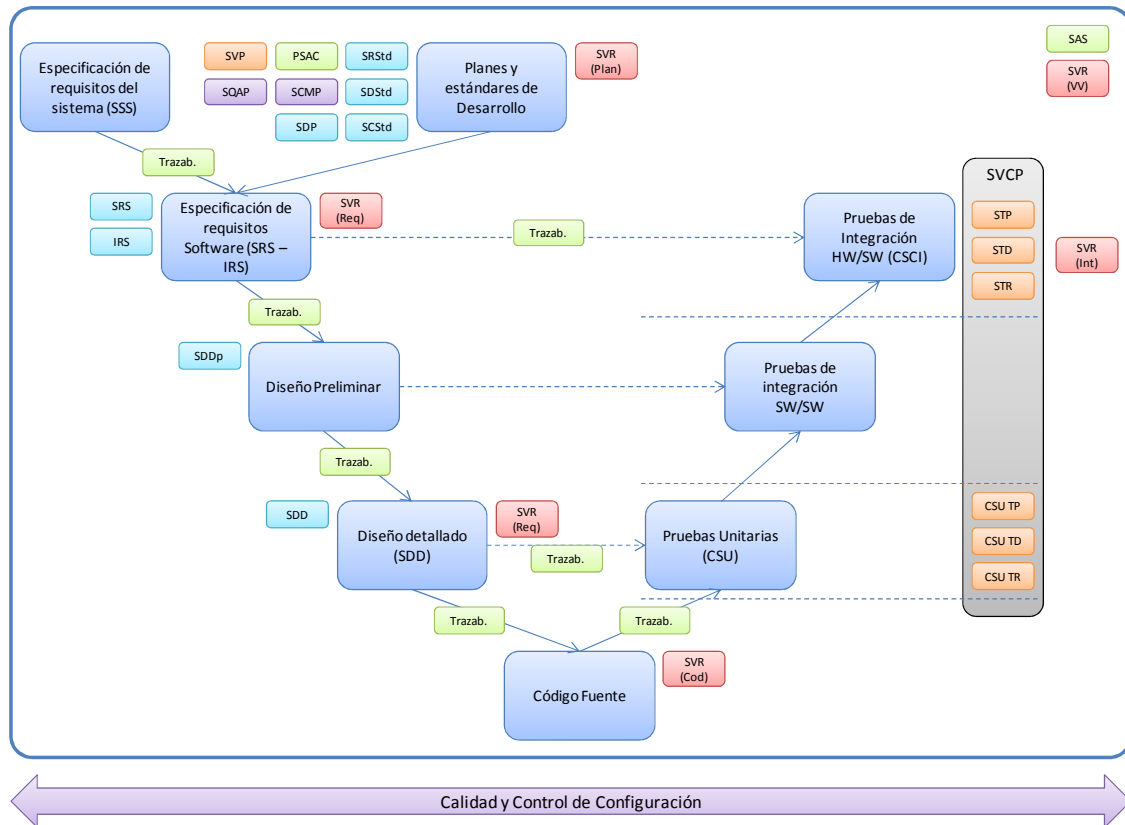 Especificación de
requisitos del
sistema (SSS)
SVP
PSAC
SRStd
SQAP
SCMP
SDStd
SDP
SCStd
Planes y
estándares de
Desarrollo
SVR
(Plan)
SAS
SVR
(VV)
Trazab.
SRS
IRS
Especificación de
requisitos
Software (SRS –
IRS)
SVR
(Req)
Trazab.
Pruebas de
Integración
HW/SW (CSCI)
SVCP
STP
STD
STR
SVR
(Int)
Trazab.
SDDp
Diseño Preliminar
Pruebas de
integración
SW/SW
Trazab.
SDD
Diseño detallado
(SDD)
SVR
(Req)
Trazab.
Pruebas Unitarias
(CSU)
CSU TP
CSU TD
CSU TR
Trazab.
Trazab.
Código Fuente
SVR
(Cod)
Calidad y Control de Configuración